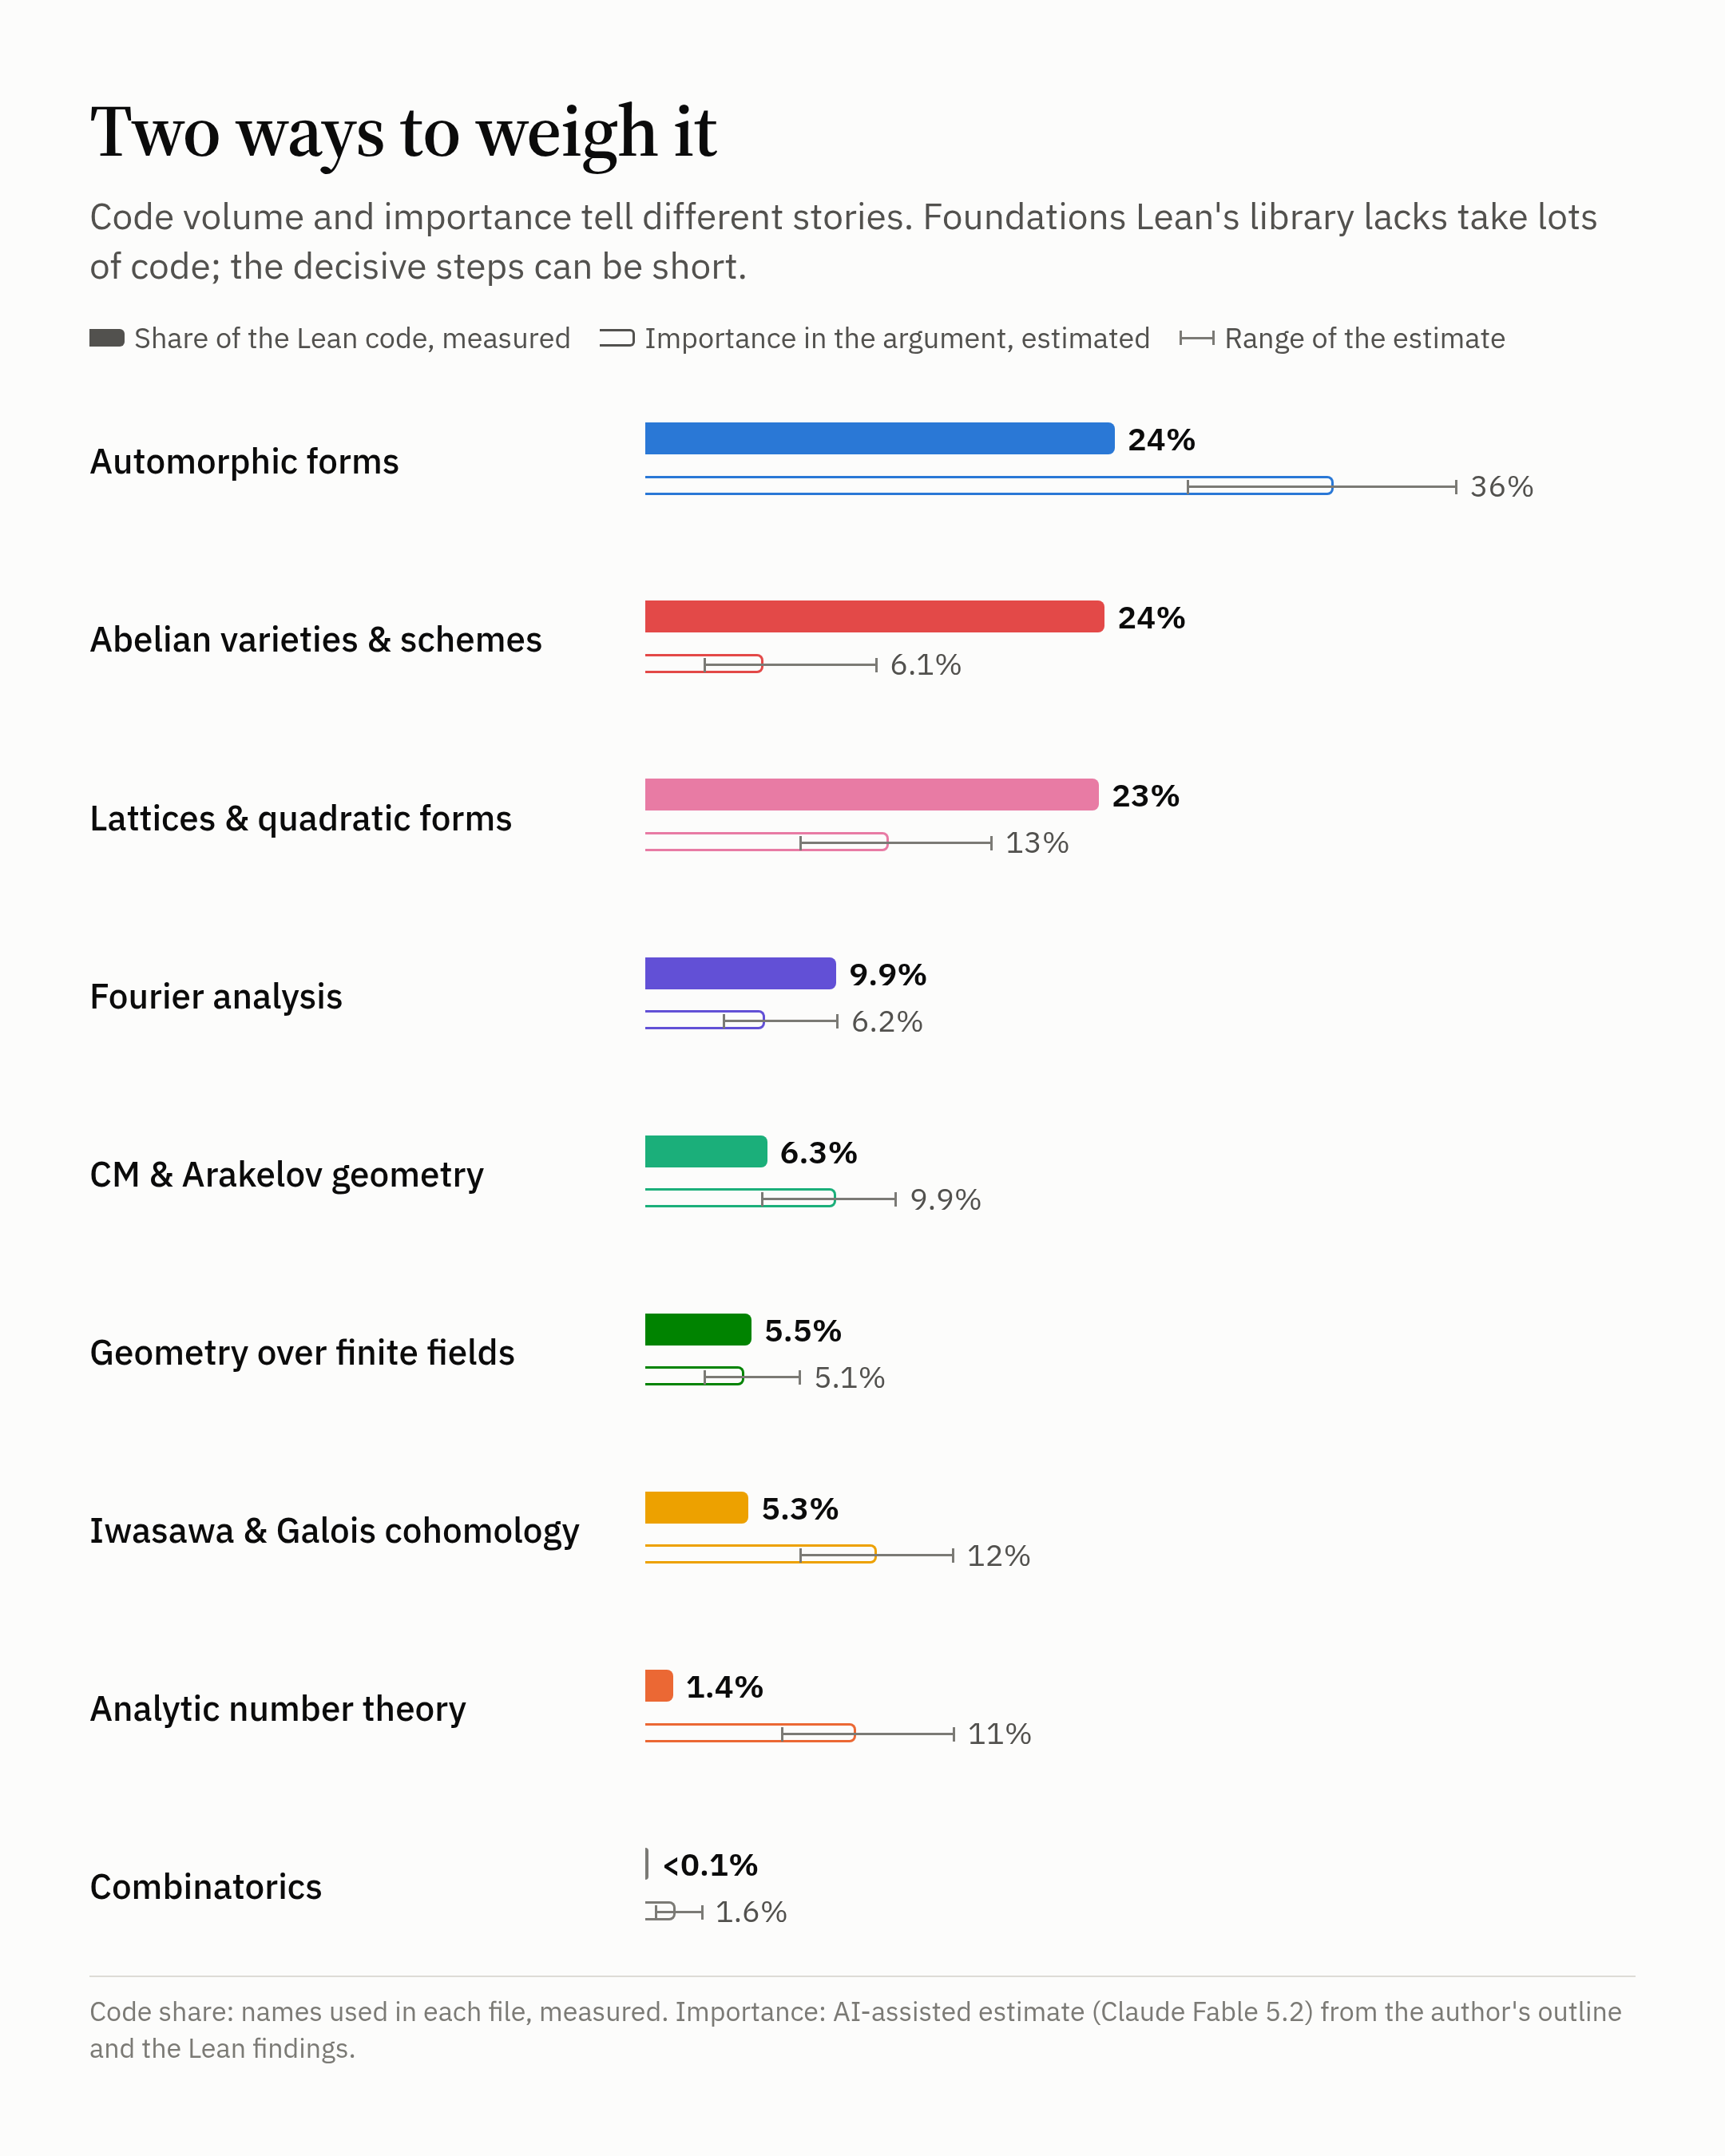 Two ways to weigh it
Code volume and importance tell different stories. Foundations Lean's library lacks take lots
of code; the decisive steps can be short.
Share of the Lean code, measured
Importance in the argument, estimated
Range of the estimate
Automorphic forms
24%
36%
Abelian varieties & schemes
24%
6.1%
Lattices & quadratic forms
23%
13%
Fourier analysis
9.9%
6.2%
CM & Arakelov geometry
6.3%
9.9%
Geometry over finite fields
5.5%
5.1%
Iwasawa & Galois cohomology
5.3%
12%
Analytic number theory
1.4%
11%
Combinatorics
<0.1%
1.6%
Code share: names used in each file, measured. Importance: AI-assisted estimate (Claude Fable 5.2) from the author's outline
and the Lean findings.